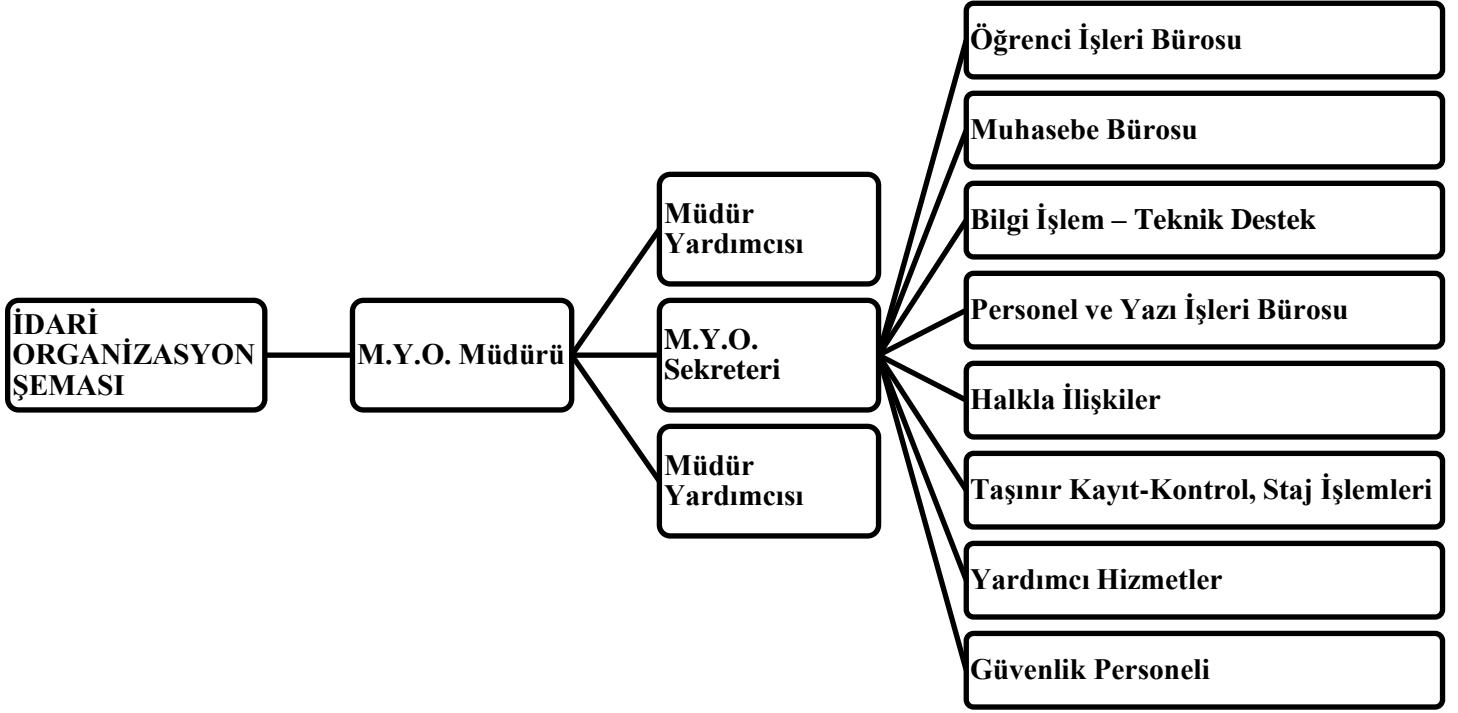 İDARİ
ORGANİZASYON
ŞEMASI
M.Y.O. Müdürü
Müdür
Yardımcısı
M.Y.O.
Sekreteri
Müdür
Yardımcısı
Öğrenci İşleri Bürosu
Muhasebe Bürosu
Bilgi İşlem – Teknik Destek
Personel ve Yazı İşleri Bürosu
Halkla İlişkiler
Taşınır Kayıt-Kontrol, Staj İşlemleri
Yardımcı Hizmetler
Güvenlik Personeli